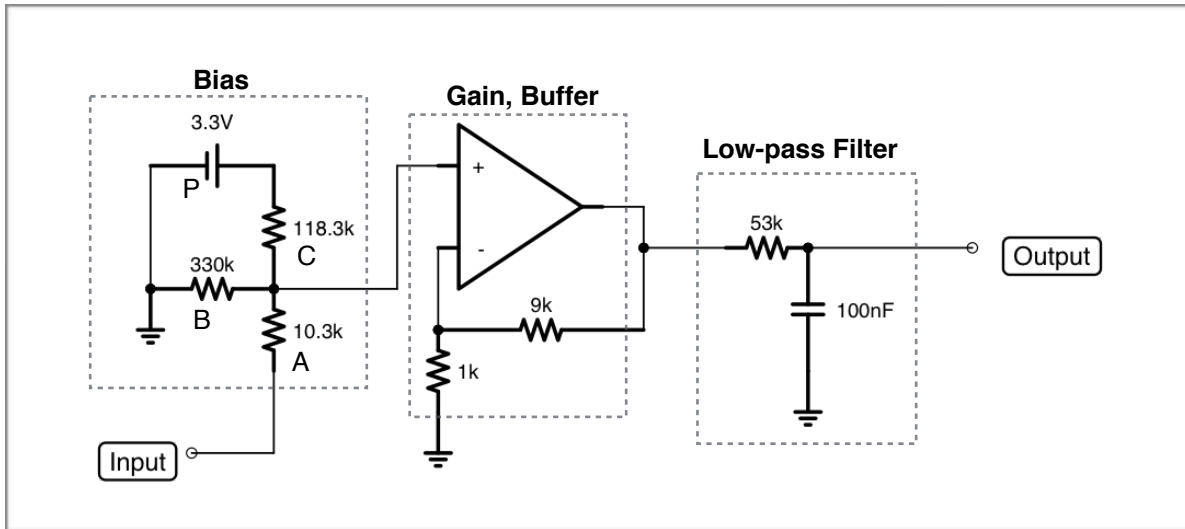 Bias
3.3V
P
118.3k
C
330k
B
10.3k
A
Input
Gain, Buffer
+
-
9k
1k
Low-pass Filter
53k
100nF
Output